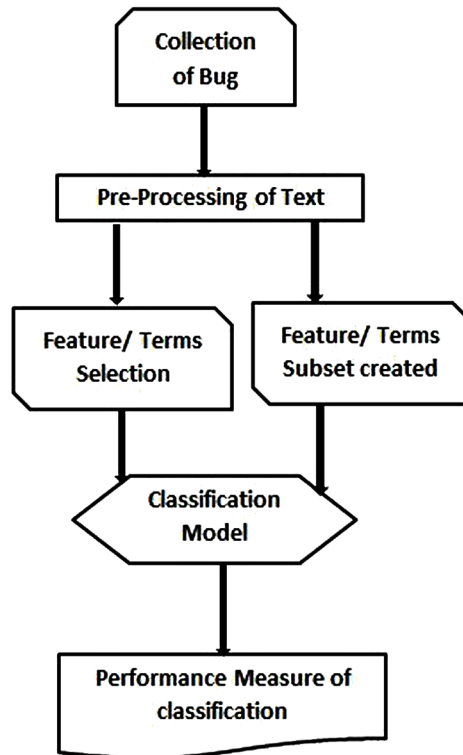 Collection
of Bug
Pre-Processing of Text
Feature/ Terms
Selection
Feature/ Terms
Subset created
Classification
Model
Performance Measure of
classification